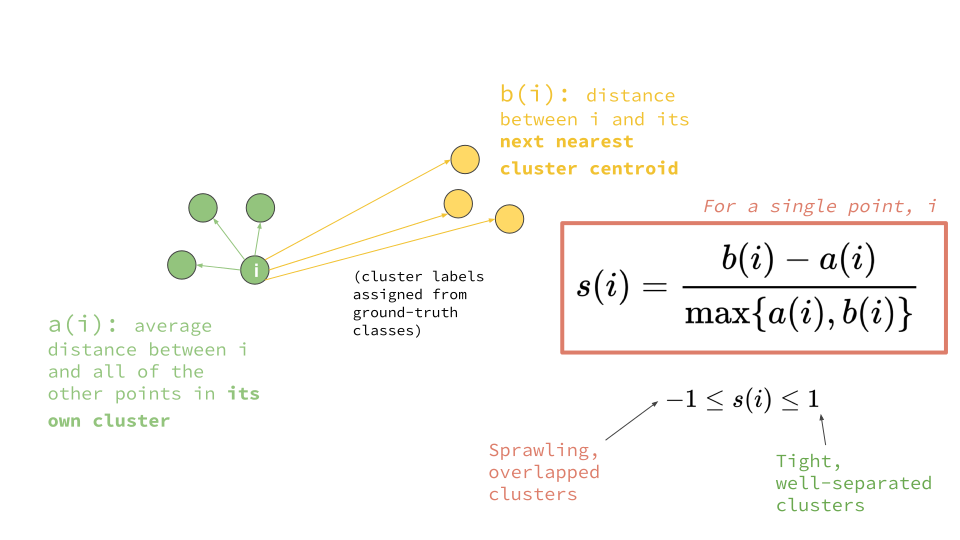 b(i): distance
between i and its
next nearest
cluster centroid
For a single point, i
i
(cluster labels
assigned from
ground-truth
classes)
s(i) = \frac{b(i) − a(i)}{max{a(i), b(i)}}
a(i): average
distance between i
and all of the
other points in its
own cluster
−1 ≤ s(i) ≤ 1
Sprawling,
overlapped
clusters
Tight,
well-separated
clusters